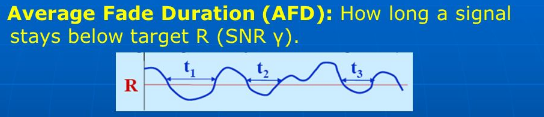 Average Fade Duration (AFD): How long a signal
stays below target R (SNR γ).
t₁ t₂ t₃
R